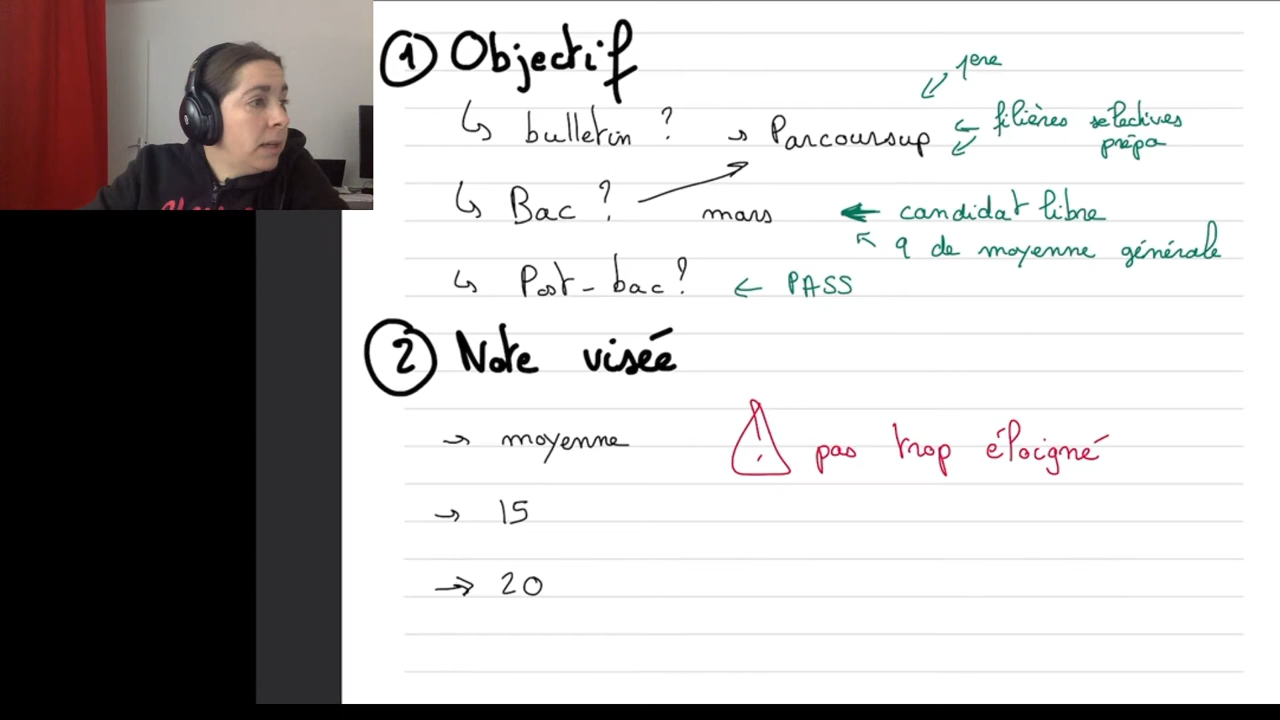 ① Objectif
1ere
↳ bulletin ? → Parcoursup ← filières sélectives
prépa
↳ Bac ? mars ← candidat libre
9 de moyenne générale
↳ Post-bac ? ← PASS
② Note visée
→ moyenne ⚠ pas trop éloigné
→ 15
→ 20